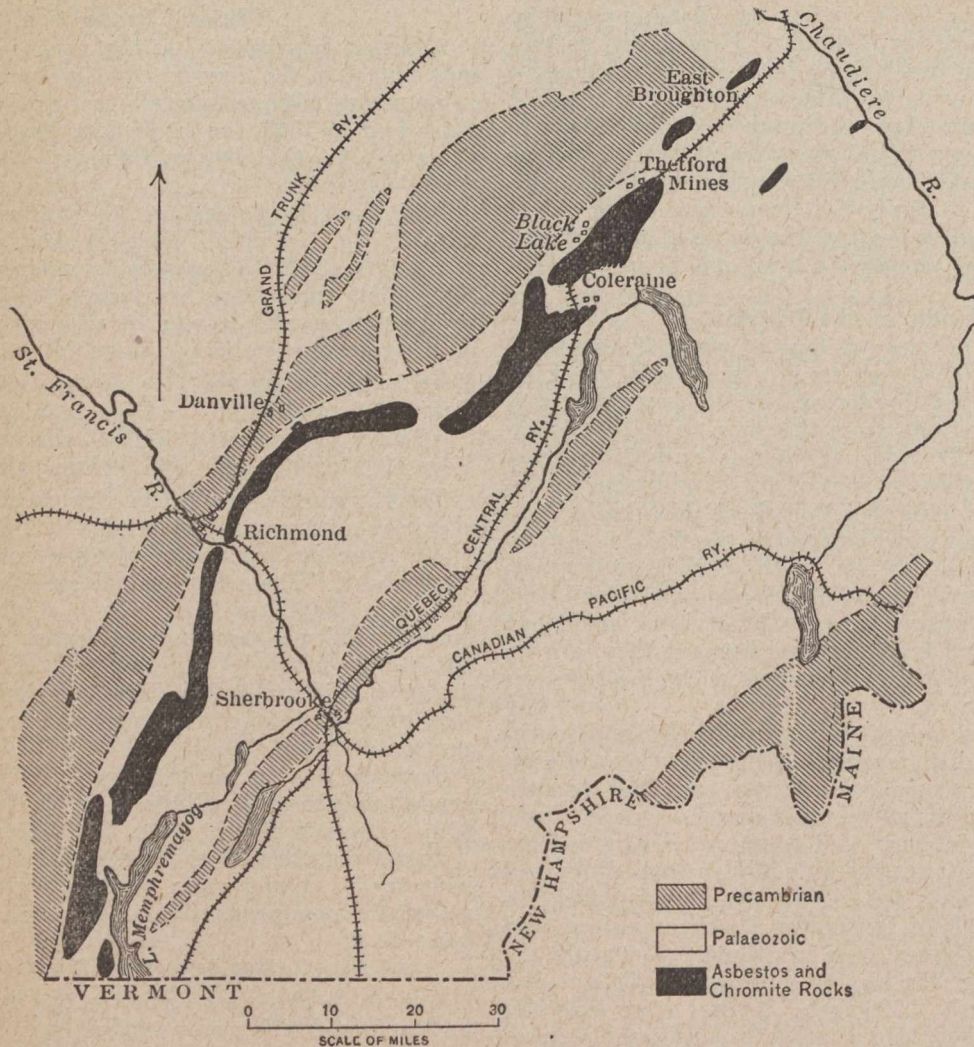 Chaudiere
R.
East
Broughton
Thetford
Mines
Black
Lake
Coleraine
GRAND
TRUNK
RY.
St. Francis
R.
Danville
Richmond
QUEBEC
CENTRAL
RY.
CANADIAN
PACIFIC
RY.
Sherbrooke
L. Memphremagog
NEW HAMPSHIRE
MAINE
VERMONT
Precambrian
Palaeozoic
Asbestos and
Chromite Rocks
0 10 20 30
SCALE OF MILES